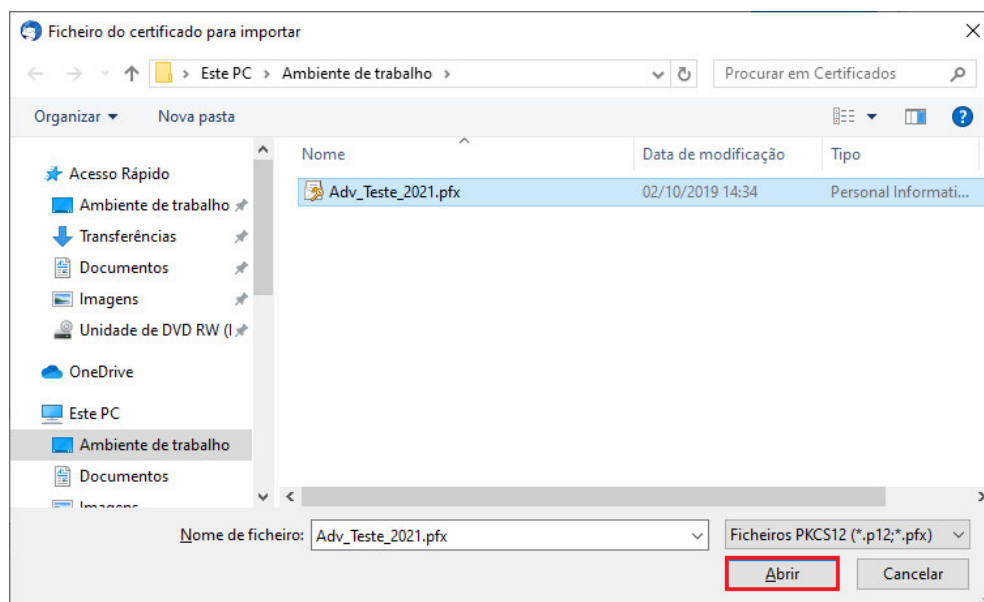 Ficheiro do certificado para importar
Este PC > Ambiente de trabalho >
Procurar em Certificados
Organizar
Nova pasta
Nome
Data de modificação
Tipo
Acesso Rápido
Ambiente de trabalho
Transferências
Documentos
Imagens
Unidade de DVD RW (
OneDrive
Este PC
Ambiente de trabalho
Documentos
Imagens
Adv_Teste_2021.pfx
02/10/2019 14:34
Personal Informati...
Nome de ficheiro:
Adv_Teste_2021.pfx
Ficheiros PKCS12 (*.p12;*.pfx)
Abrir
Cancelar